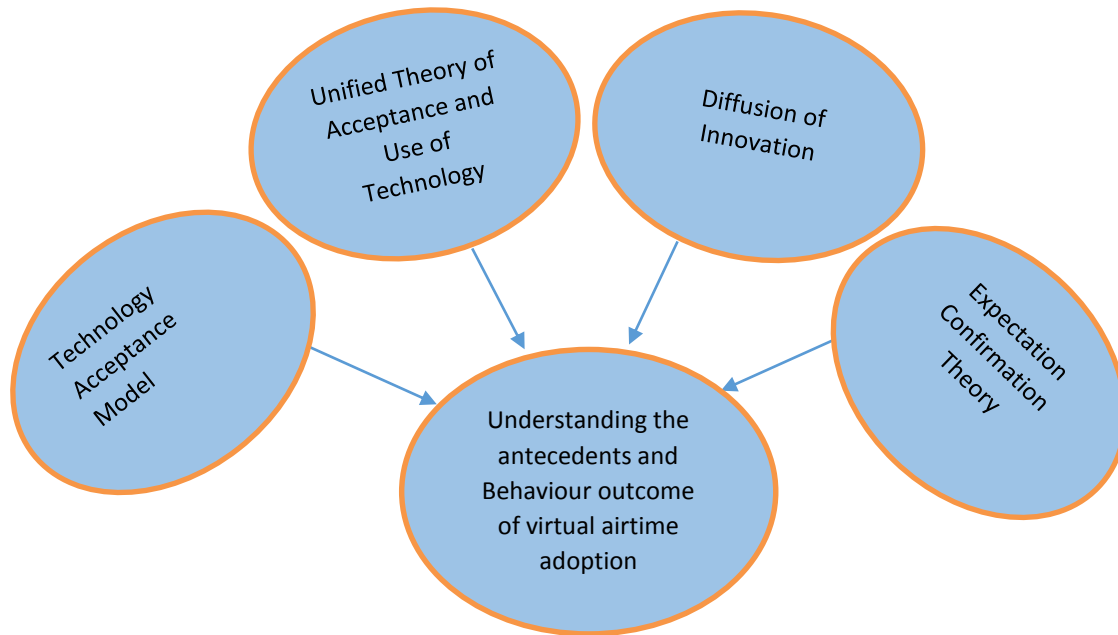 Unified Theory of
Acceptance and
Use of
Technology
Diffusion of
Innovation
Technology
Acceptance
Model
Expectation
Confirmation
Theory
Understanding the
antecedents and
Behaviour outcome
of virtual airtime
adoption